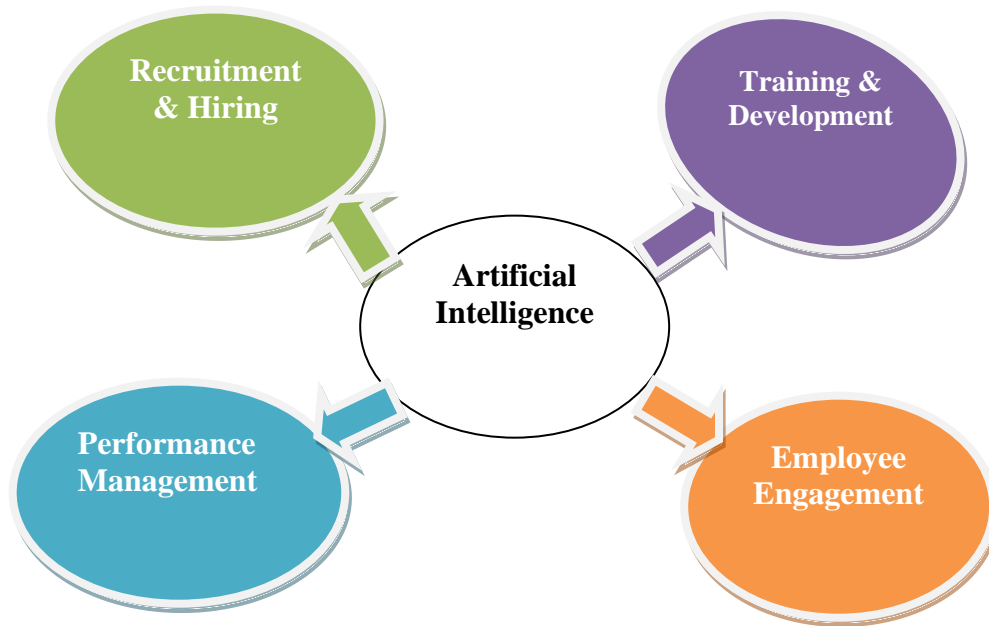 Recruitment
& Hiring
Training &
Development
Artificial
Intelligence
Performance
Management
Employee
Engagement